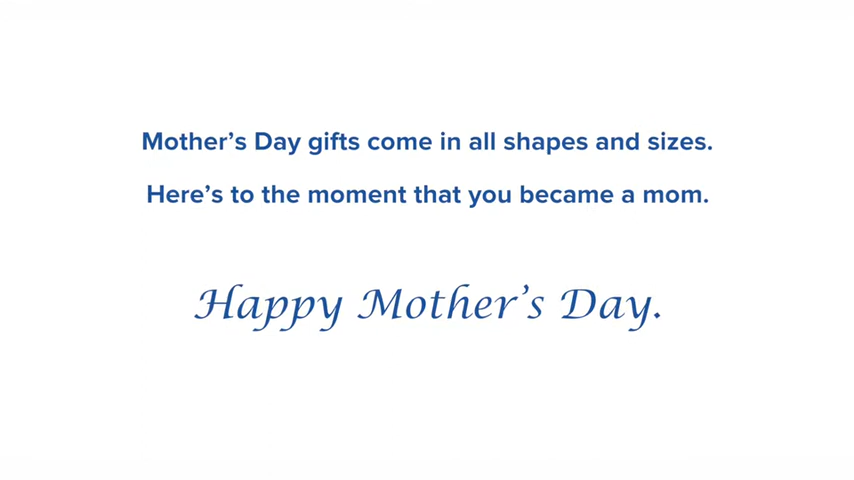 Mother’s Day gifts come in all shapes and sizes.
Here’s to the moment that you became a mom.
Happy Mother’s Day.